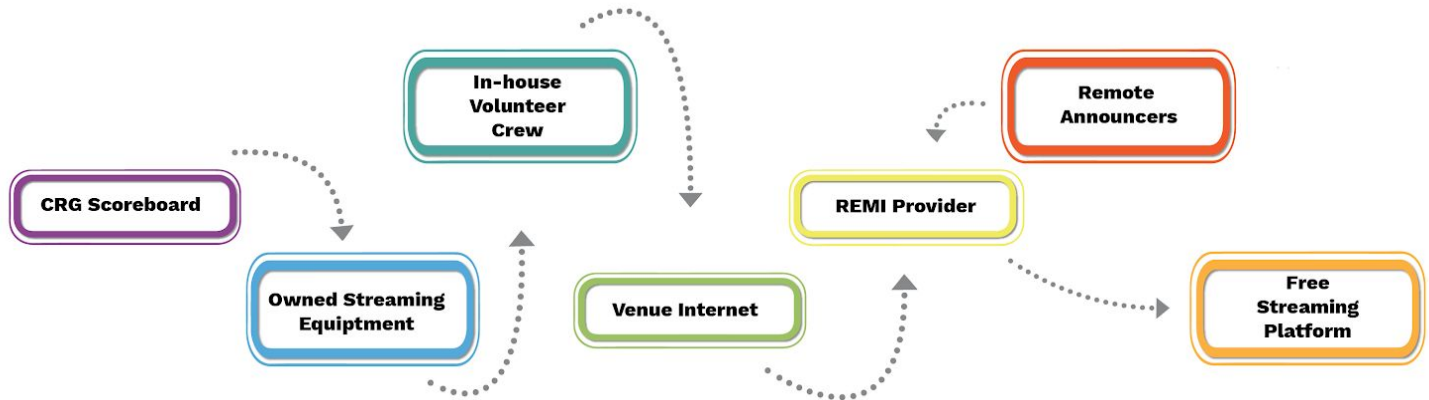 CRG Scoreboard
Owned Streaming
Equiptment
In-house
Volunteer
Crew
Venue Internet
REMI Provider
Remote
Announcers
Free
Streaming
Platform